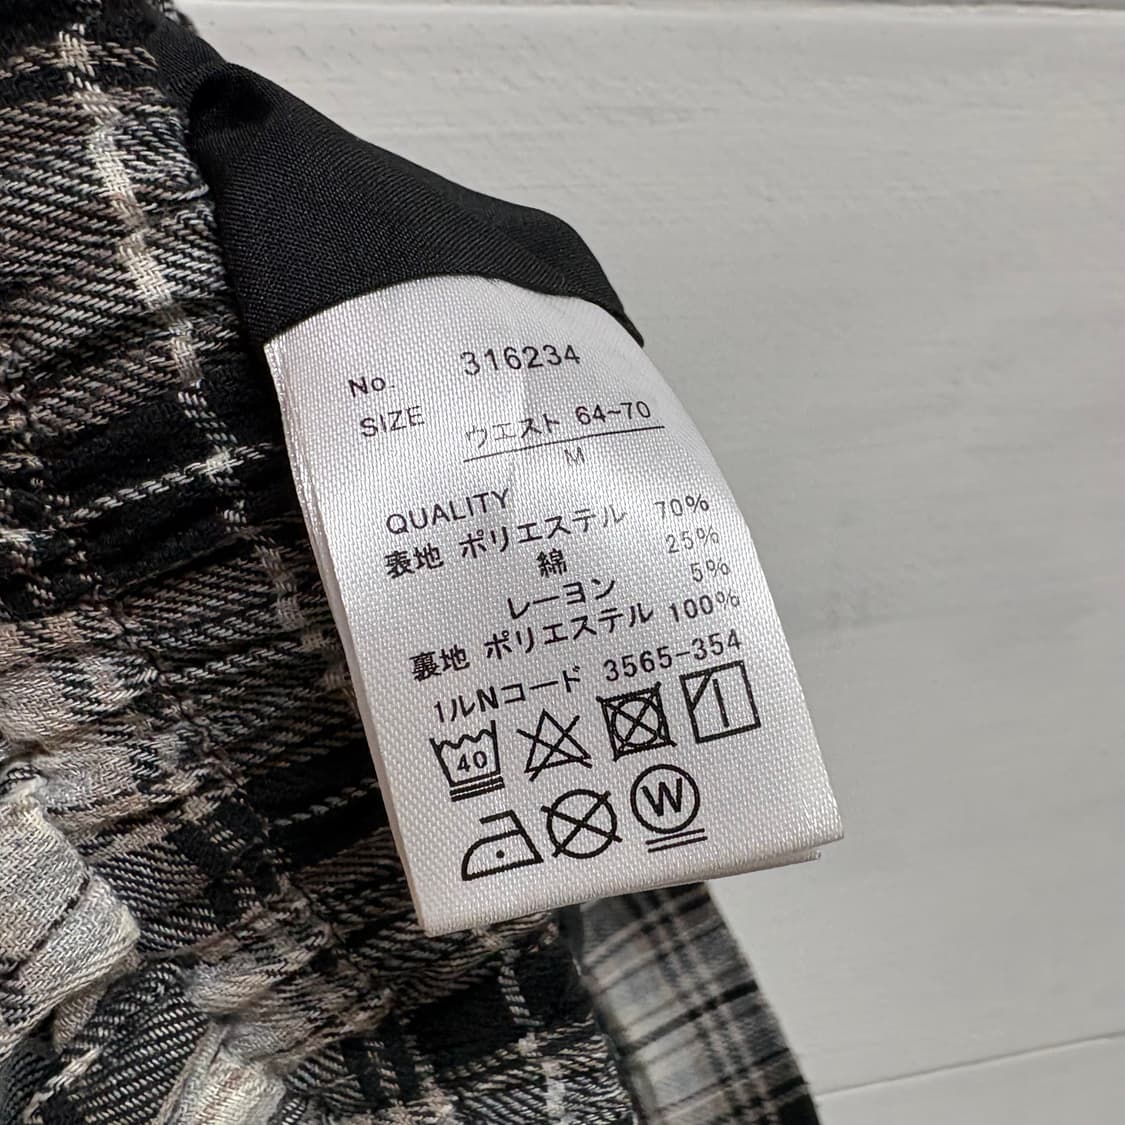 No. 316234
SIZE ウエスト 64~70
M
QUALITY
表地 ポリエステル 70%
綿 25%
レーヨン 5%
裏地 ポリエステル 100%
1ルNコード 3565-354
40
W